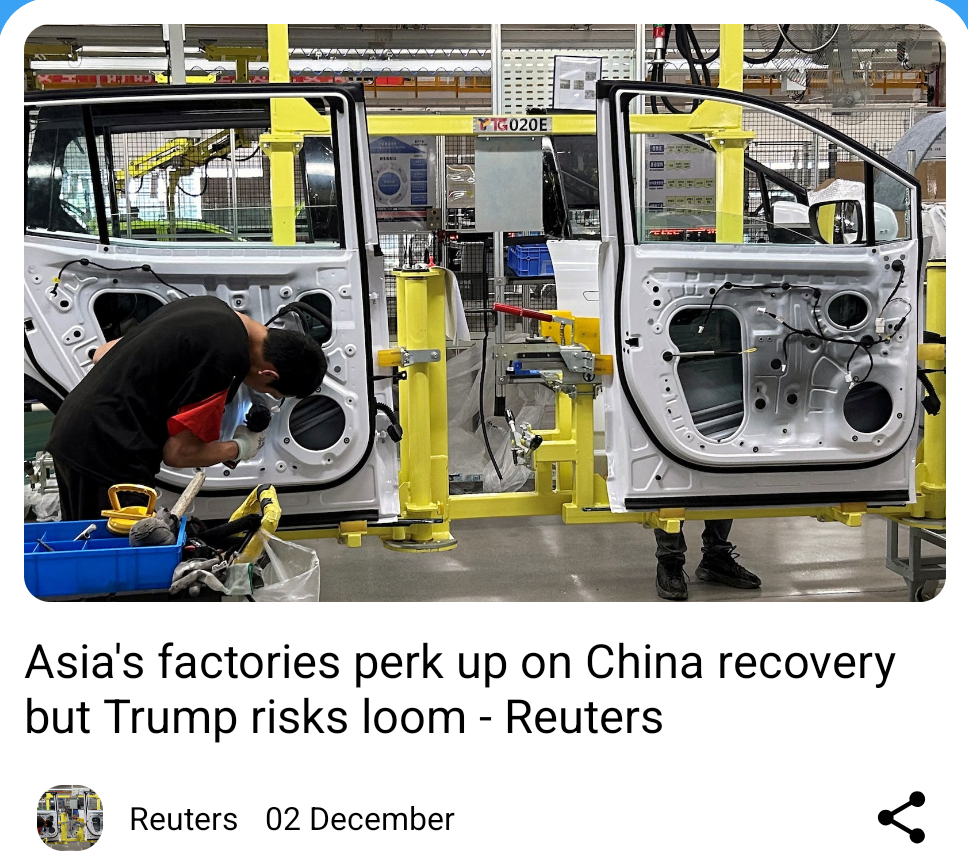 TG020E
Asia's factories perk up on China recovery
but Trump risks loom - Reuters
Reuters 02 December